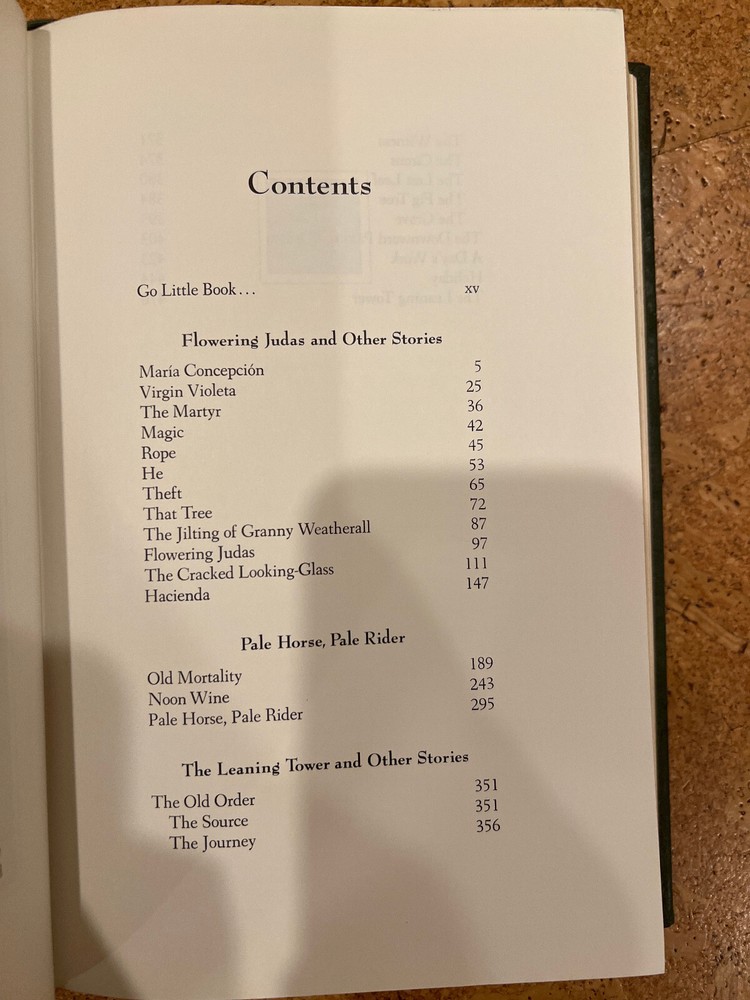 Contents
Go Little Book... xv
Flowering Judas and Other Stories
María Concepción 5
Virgin Violeta 25
The Martyr 36
Magic 42
Rope 45
He 53
Theft 65
That Tree 72
The Jilting of Granny Weatherall 87
Flowering Judas 97
The Cracked Looking-Glass 111
Hacienda 147
Pale Horse, Pale Rider
Old Mortality 189
Noon Wine 243
Pale Horse, Pale Rider 295
The Leaning Tower and Other Stories
The Old Order 351
The Source 351
The Journey 356